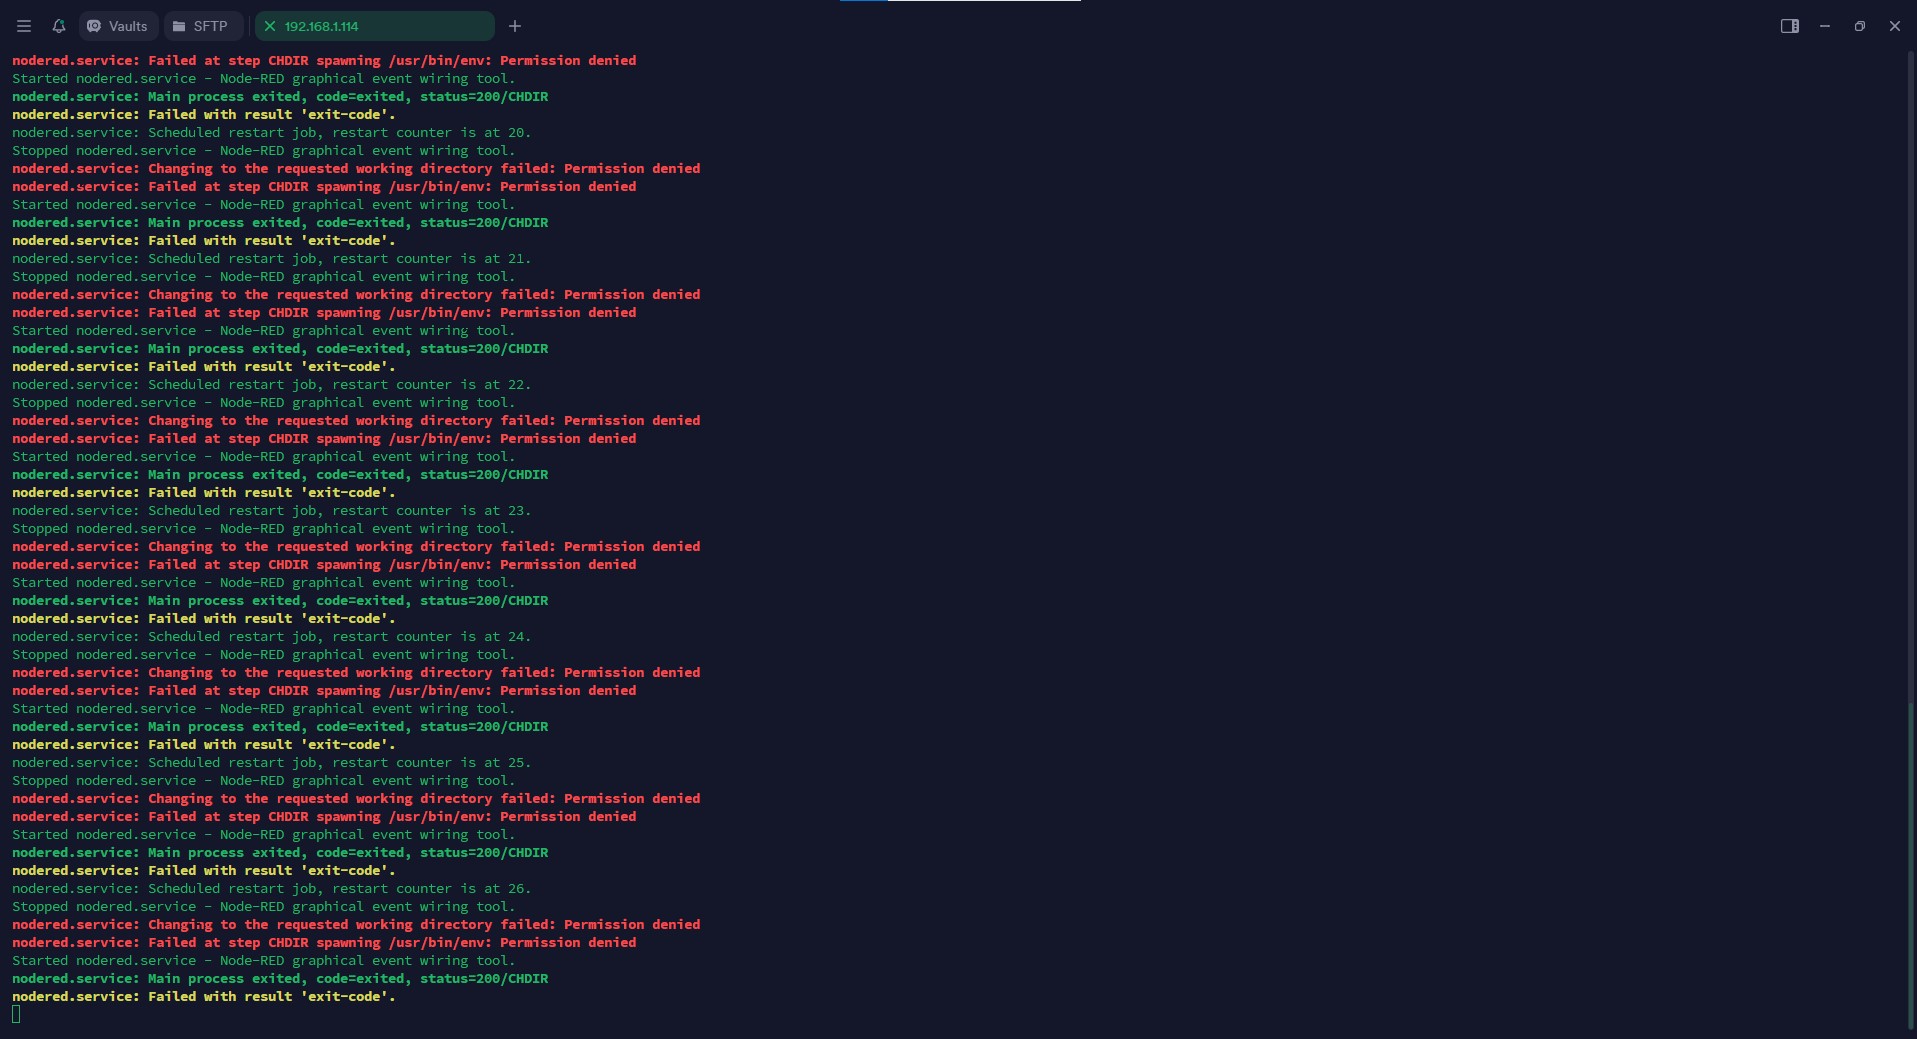 Vaults
SFTP
192.168.1.114
nodered.service: Failed at step CHDIR spawning /usr/bin/env: Permission denied
Started nodered.service - Node-RED graphical event wiring tool.
nodered.service: Main process exited, code=exited, status=200/CHDIR
nodered.service: Failed with result 'exit-code'.
nodered.service: Scheduled restart job, restart counter is at 20.
Stopped nodered.service - Node-RED graphical event wiring tool.
nodered.service: Changing to the requested working directory failed: Permission denied
nodered.service: Failed at step CHDIR spawning /usr/bin/env: Permission denied
Started nodered.service - Node-RED graphical event wiring tool.
nodered.service: Main process exited, code=exited, status=200/CHDIR
nodered.service: Failed with result 'exit-code'.
nodered.service: Scheduled restart job, restart counter is at 21.
Stopped nodered.service - Node-RED graphical event wiring tool.
nodered.service: Changing to the requested working directory failed: Permission denied
nodered.service: Failed at step CHDIR spawning /usr/bin/env: Permission denied
Started nodered.service - Node-RED graphical event wiring tool.
nodered.service: Main process exited, code=exited, status=200/CHDIR
nodered.service: Failed with result 'exit-code'.
nodered.service: Scheduled restart job, restart counter is at 22.
Stopped nodered.service - Node-RED graphical event wiring tool.
nodered.service: Changing to the requested working directory failed: Permission denied
nodered.service: Failed at step CHDIR spawning /usr/bin/env: Permission denied
Started nodered.service - Node-RED graphical event wiring tool.
nodered.service: Main process exited, code=exited, status=200/CHDIR
nodered.service: Failed with result 'exit-code'.
nodered.service: Scheduled restart job, restart counter is at 23.
Stopped nodered.service - Node-RED graphical event wiring tool.
nodered.service: Changing to the requested working directory failed: Permission denied
nodered.service: Failed at step CHDIR spawning /usr/bin/env: Permission denied
Started nodered.service - Node-RED graphical event wiring tool.
nodered.service: Main process exited, code=exited, status=200/CHDIR
nodered.service: Failed with result 'exit-code'.
nodered.service: Scheduled restart job, restart counter is at 24.
Stopped nodered.service - Node-RED graphical event wiring tool.
nodered.service: Changing to the requested working directory failed: Permission denied
nodered.service: Failed at step CHDIR spawning /usr/bin/env: Permission denied
Started nodered.service - Node-RED graphical event wiring tool.
nodered.service: Main process exited, code=exited, status=200/CHDIR
nodered.service: Failed with result 'exit-code'.
nodered.service: Scheduled restart job, restart counter is at 25.
Stopped nodered.service - Node-RED graphical event wiring tool.
nodered.service: Changing to the requested working directory failed: Permission denied
nodered.service: Failed at step CHDIR spawning /usr/bin/env: Permission denied
Started nodered.service - Node-RED graphical event wiring tool.
nodered.service: Main process exited, code=exited, status=200/CHDIR
nodered.service: Failed with result 'exit-code'.
nodered.service: Scheduled restart job, restart counter is at 26.
Stopped nodered.service - Node-RED graphical event wiring tool.
nodered.service: Changing to the requested working directory failed: Permission denied
nodered.service: Failed at step CHDIR spawning /usr/bin/env: Permission denied
Started nodered.service - Node-RED graphical event wiring tool.
nodered.service: Main process exited, code=exited, status=200/CHDIR
nodered.service: Failed with result 'exit-code'.